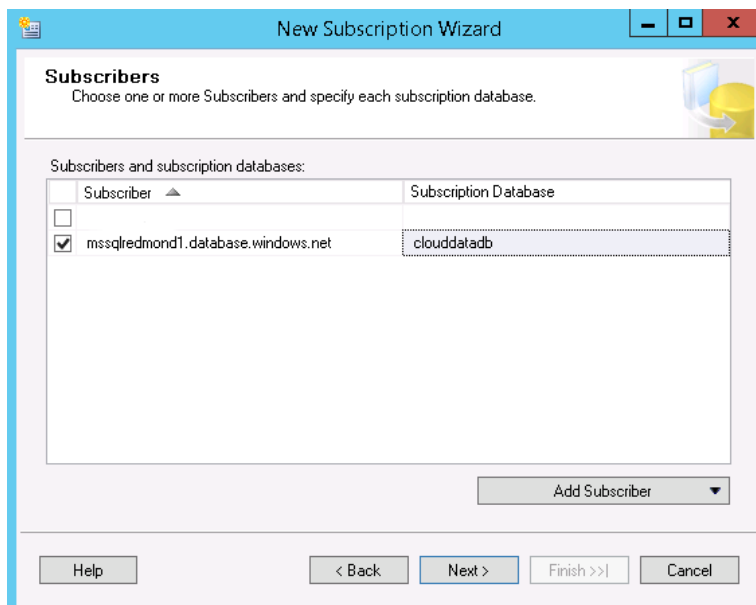 New Subscription Wizard
Subscribers
Choose one or more Subscribers and specify each subscription database.
Subscribers and subscription databases:
Subscriber Subscription Database
mssqlredmond1.database.windows.net clouddatadb
Add Subscriber
Help < Back Next > Finish >>| Cancel